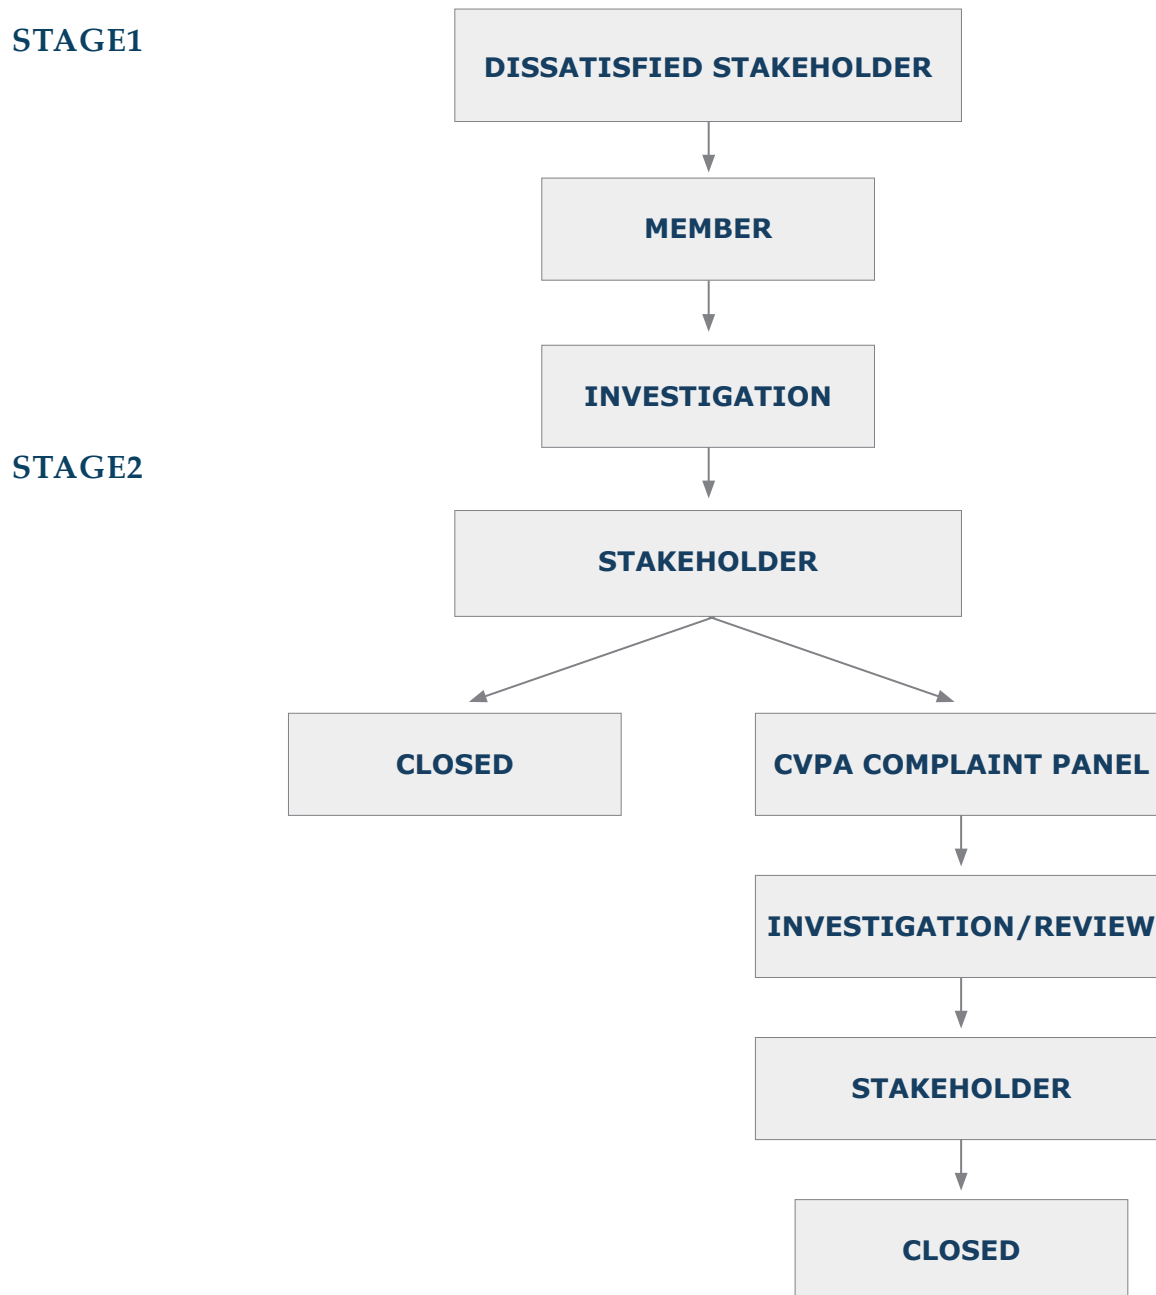 STAGE1
DISSATISFIED STAKEHOLDER
MEMBER
INVESTIGATION
STAGE2
STAKEHOLDER
CLOSED
CVPA COMPLAINT PANEL
INVESTIGATION/REVIEW
STAKEHOLDER
CLOSED